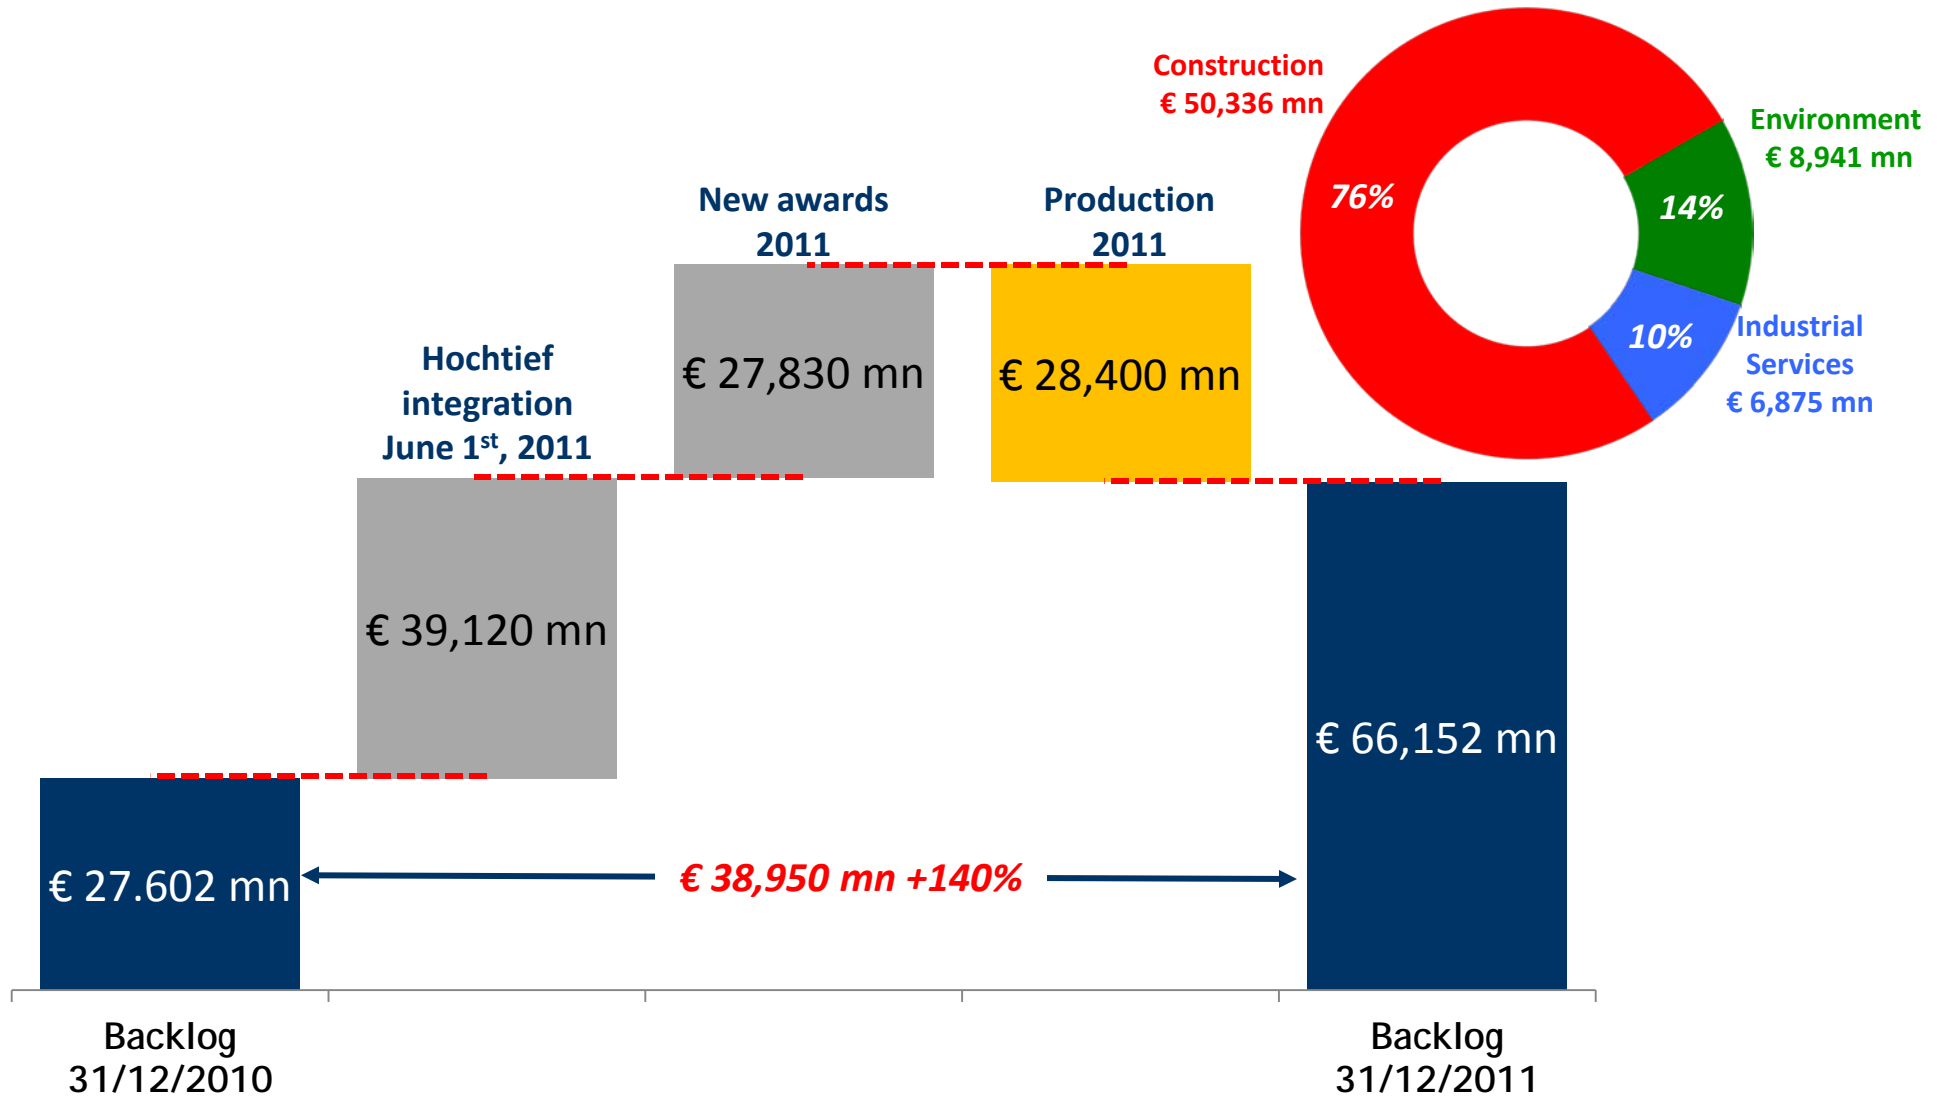 Construction
€ 50,336 mn
Environment
€ 8,941 mn
76%
14%
10%
Industrial
Services
€ 6,875 mn
New awards
2011
Production
2011
Hochtief
integration
June 1st, 2011
€ 27,830 mn
€ 28,400 mn
€ 39,120 mn
€ 66,152 mn
€ 27.602 mn
€ 38,950 mn +140%
Backlog
31/12/2010
Backlog
31/12/2011